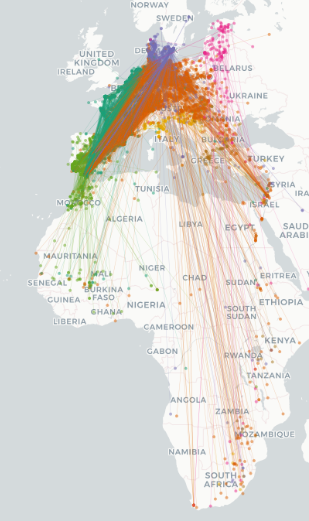 NORWAY
SWEDEN
UNITED
KINGDOM
IRELAND
BELARUS
UKRAINE
ITALY
GREECE
TURKEY
TUNISIA
SYRIA
ISRAEL
MOROCCO
ALGERIA
LIBYA
EGYPT
SAUDI
ARABI
MAURITANIA
MALI
NIGER
CHAD
SUDAN
ERITREA
SENEGAL
BURKINA
FASO
GUINEA
NIGERIA
SOUTH
SUDAN
ETHIOPIA
LIBERIA
GHANA
CAMEROON
GABON
KENYA
RWANDA
TANZANIA
ANGOLA
ZAMBIA
MOZAMBIQUE
NAMIBIA
SOUTH
AFRICA